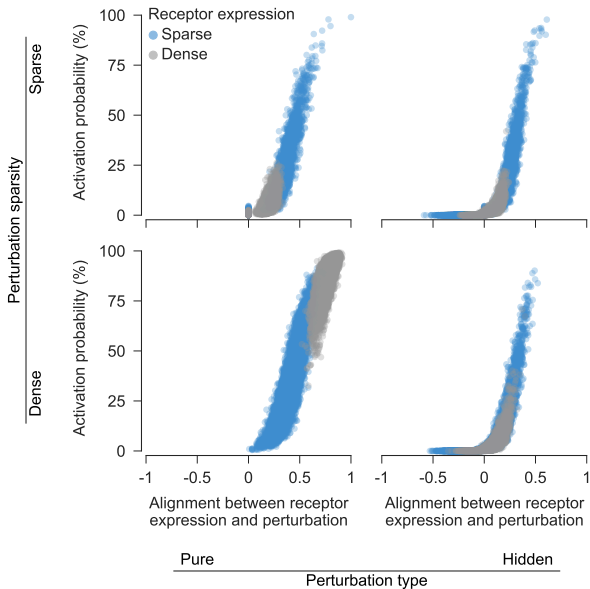 Receptor expression
Sparse
Dense
Perturbation sparsity
Sparse
Dense
Activation probability (%)
100
75
50
25
0
Activation probability (%)
100
75
50
25
0
-1 -0.5 0 0.5 1
-1 -0.5 0 0.5 1
Alignment between receptor
expression and perturbation
Alignment between receptor
expression and perturbation
Pure Hidden
Perturbation type